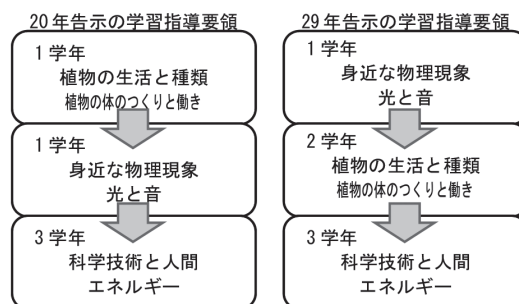 20年告示の学習指導要領
1学年
植物の生活と種類
植物の体のつくりと働き
1学年
身近な物理現象
光と音
3学年
科学技術と人間
エネルギー
29年告示の学習指導要領
1学年
身近な物理現象
光と音
2学年
植物の生活と種類
植物の体のつくりと働き
3学年
科学技術と人間
エネルギー